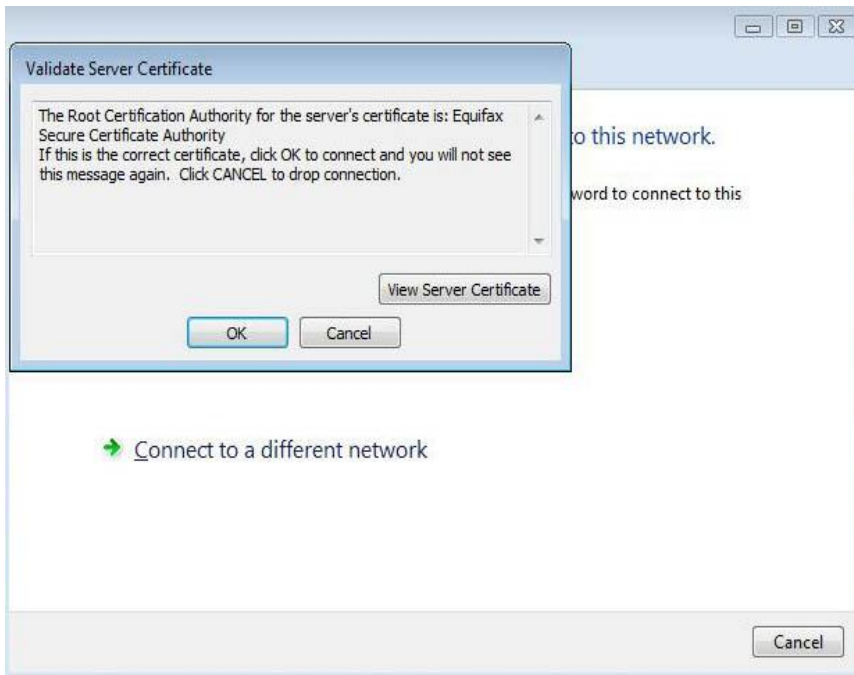 Validate Server Certificate
The Root Certification Authority for the server's certificate is: Equifax
Secure Certificate Authority
If this is the correct certificate, click OK to connect and you will not see
this message again.  Click CANCEL to drop connection.
View Server Certificate
OK
Cancel
to this network.
word to connect to this
Connect to a different network
Cancel